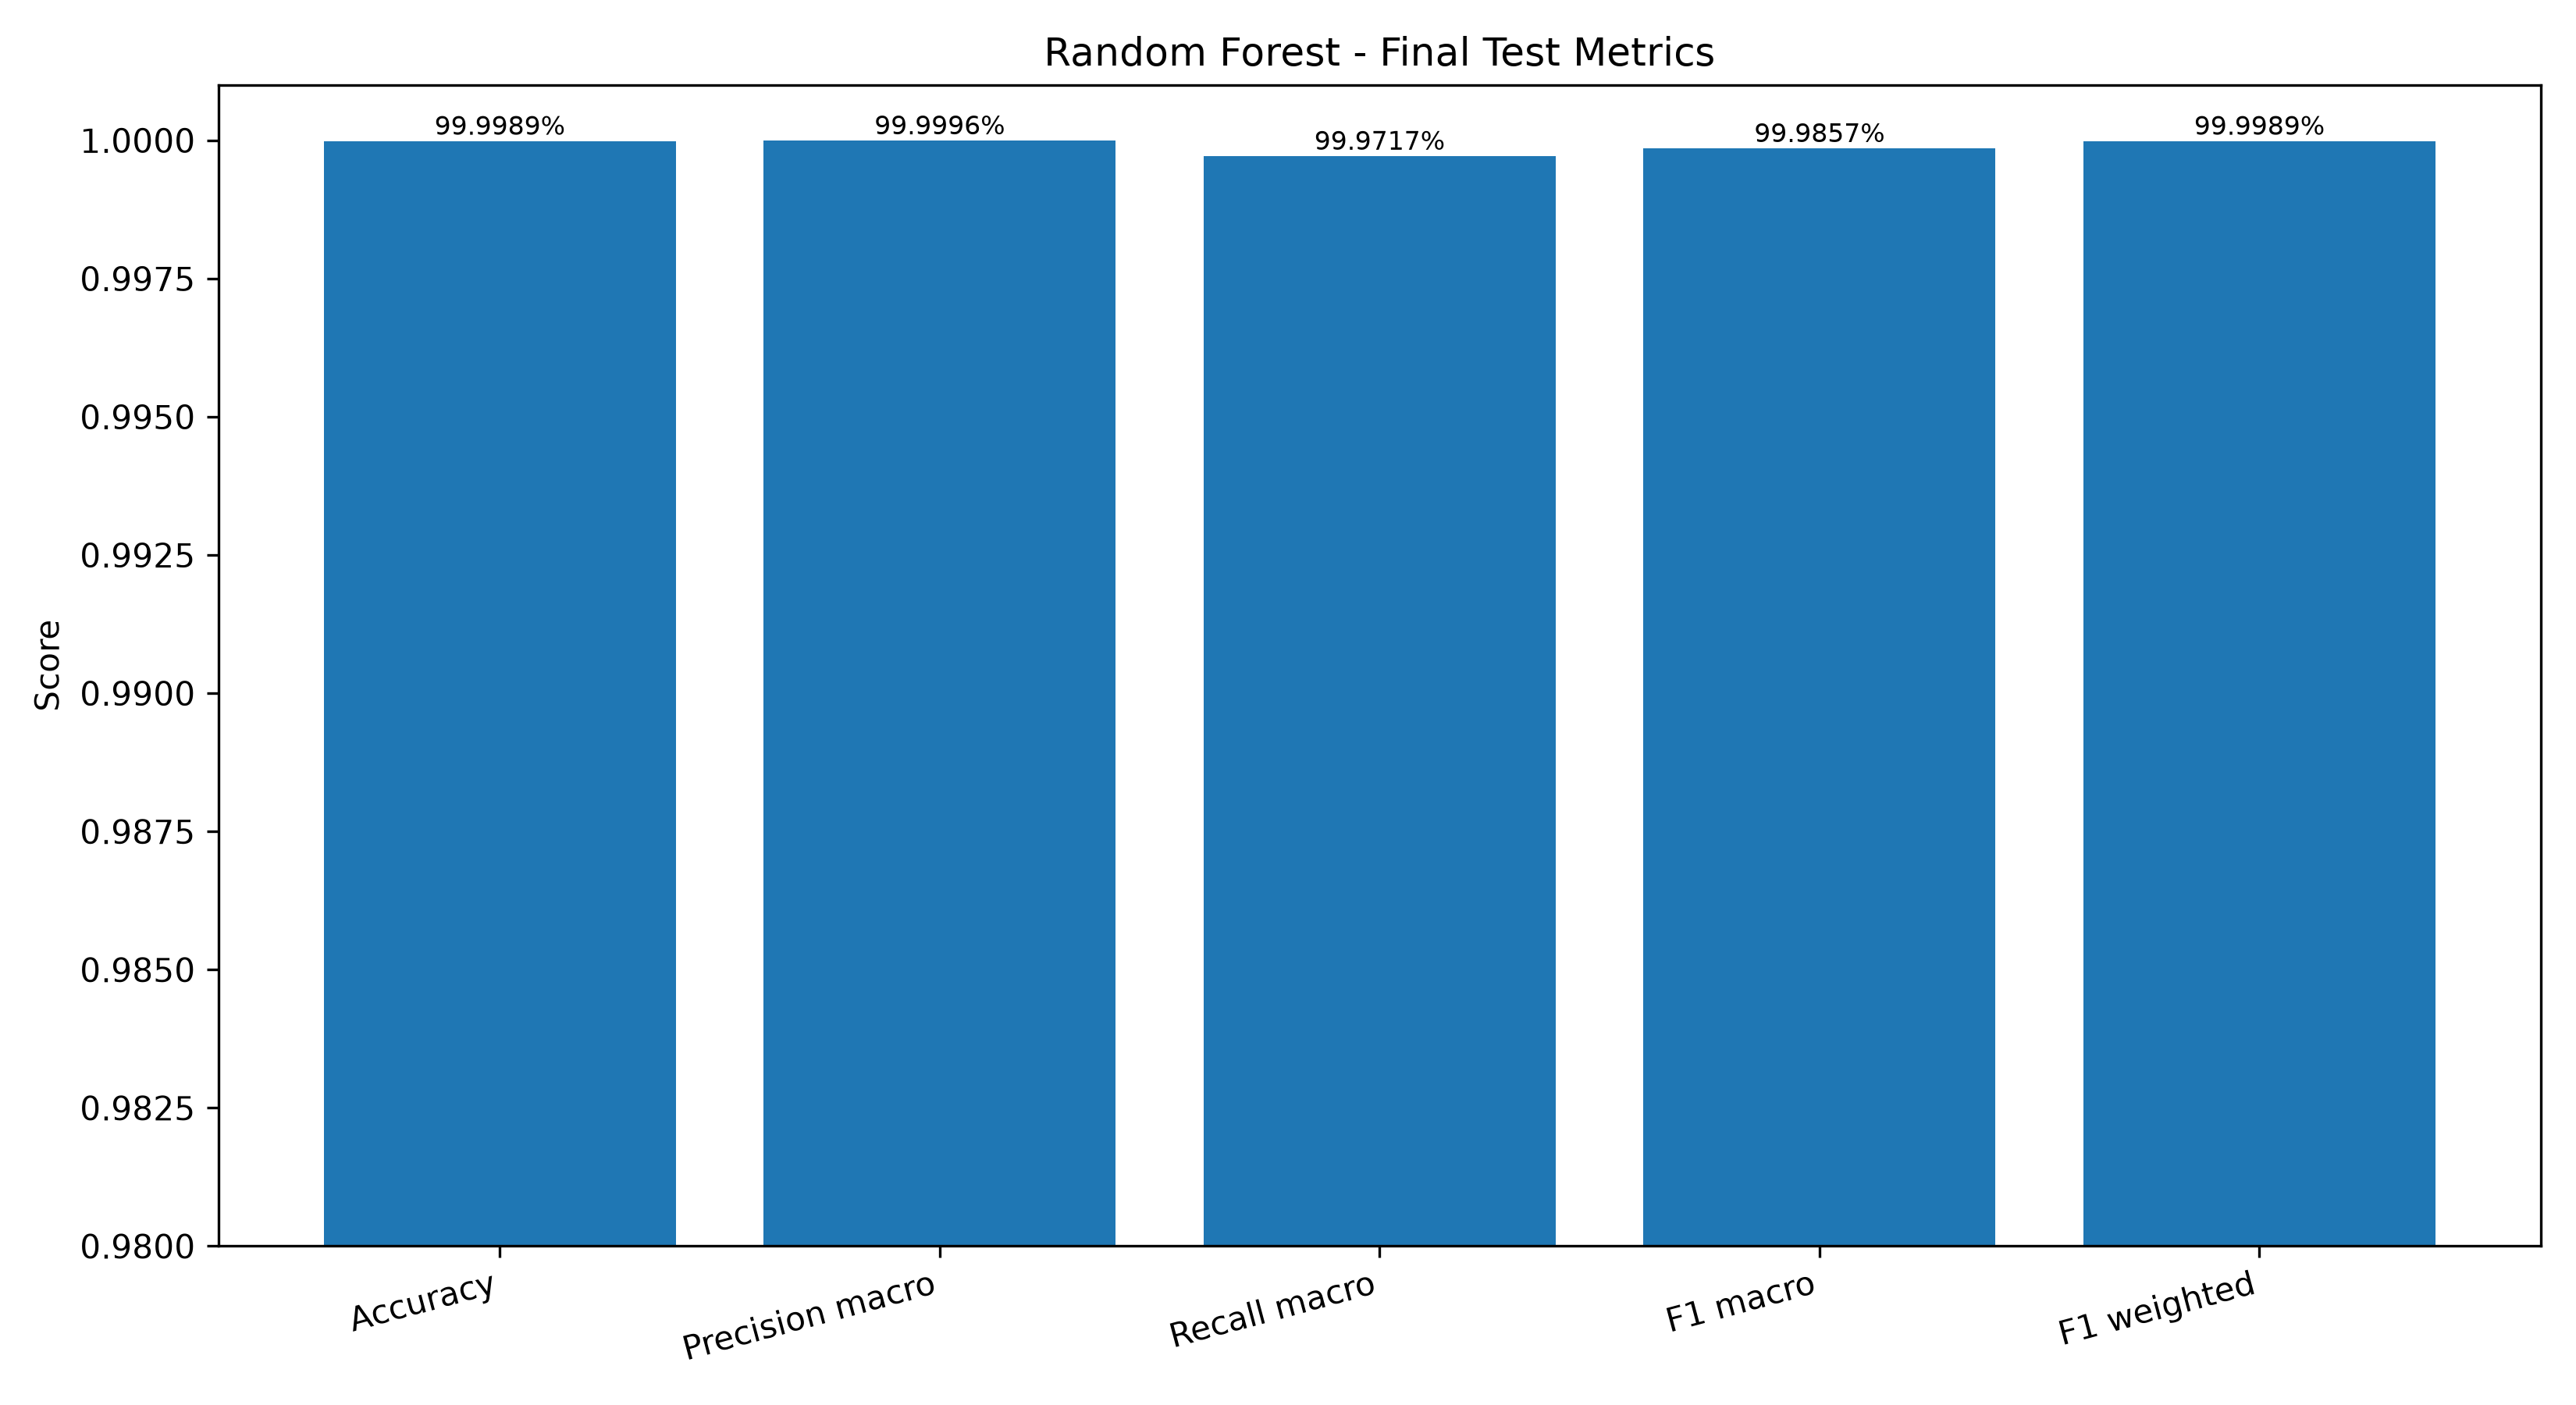 Random Forest - Final Test Metrics
99.9989%
99.9996%
99.9717%
99.9857%
99.9989%
1.0000
0.9975
0.9950
0.9925
0.9900
0.9875
0.9850
0.9825
0.9800
Score
Accuracy
Precision macro
Recall macro
F1 macro
F1 weighted